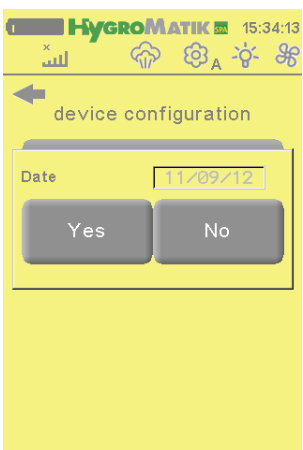 HYGROMATIK SPA 15:34:13
A
device configuration
Date 11/09/12
Yes No